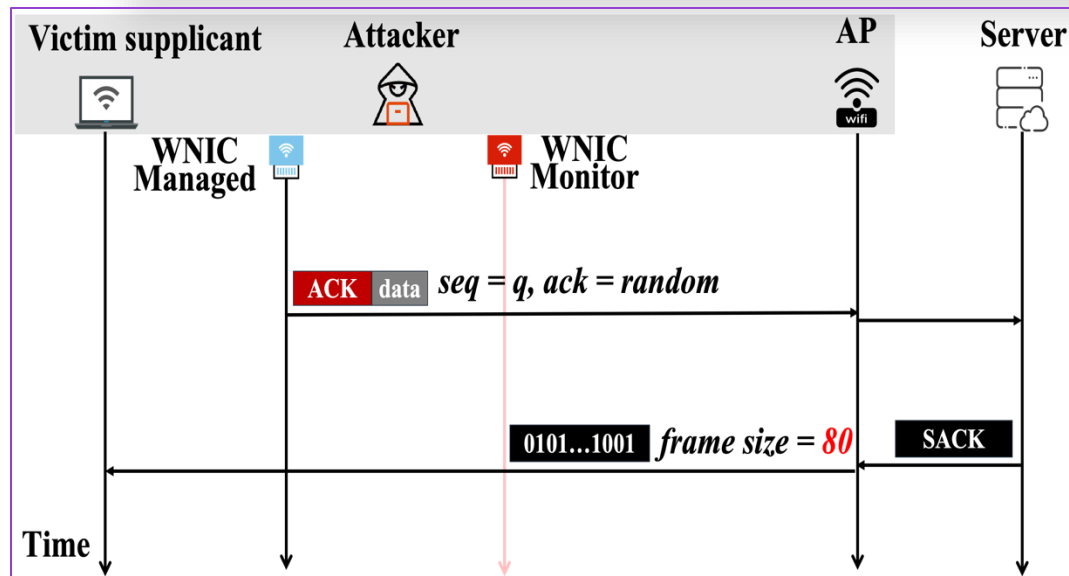 Victim supplicant
Attacker
AP
Server
wifi
WNIC
Managed
WNIC
Monitor
ACK data seq = q, ack = random
0101...1001 frame size = 80
SACK
Time